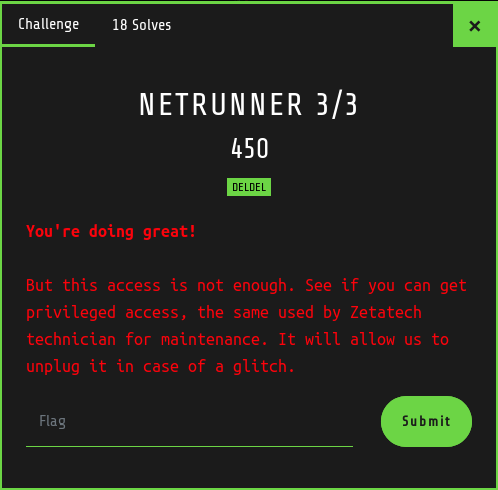 Challenge
18 Solves
×
NETRUNNER 3/3
450
DELDEL
You're doing great!
But this access is not enough. See if you can get
privileged access, the same used by Zetatech
technician for maintenance. It will allow us to
unplug it in case of a glitch.
Flag
Submit